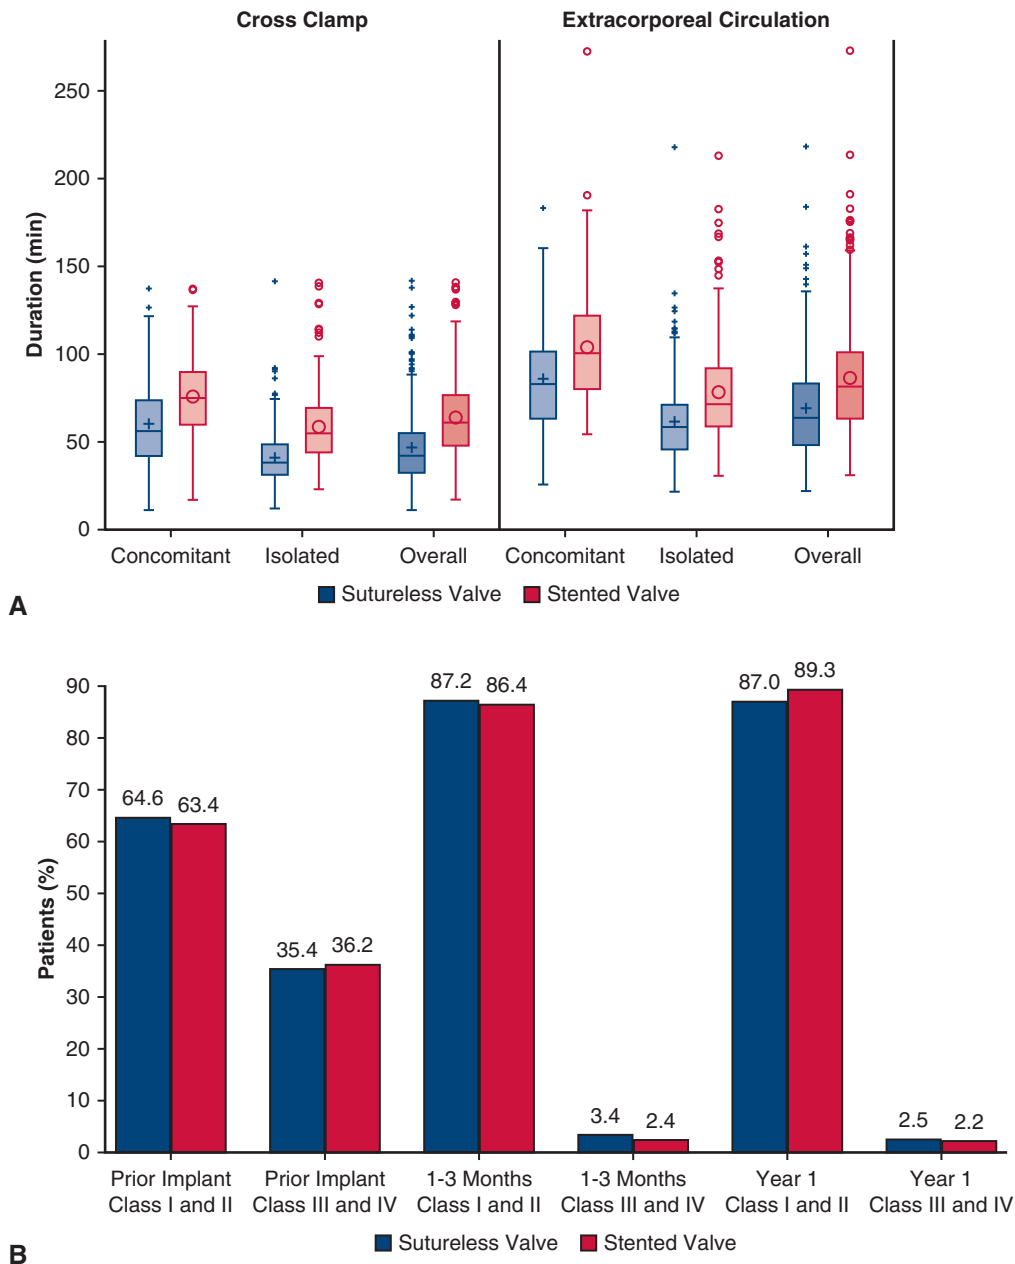 Cross Clamp Extracorporeal Circulation
Duration (min)
250
200
150
100
50
0
Concomitant Isolated Overall Concomitant Isolated Overall
Sutureless Valve Stented Valve
A
Patients (%)
90
80
70
60
50
40
30
20
10
0
64.6 63.4 35.4 36.2 87.2 86.4 3.4 2.4 87.0 89.3 2.5 2.2
Prior Implant Prior Implant 1-3 Months 1-3 Months Year 1 Year 1
Class I and II Class III and IV Class I and II Class III and IV Class I and II Class III and IV
Sutureless Valve Stented Valve
B